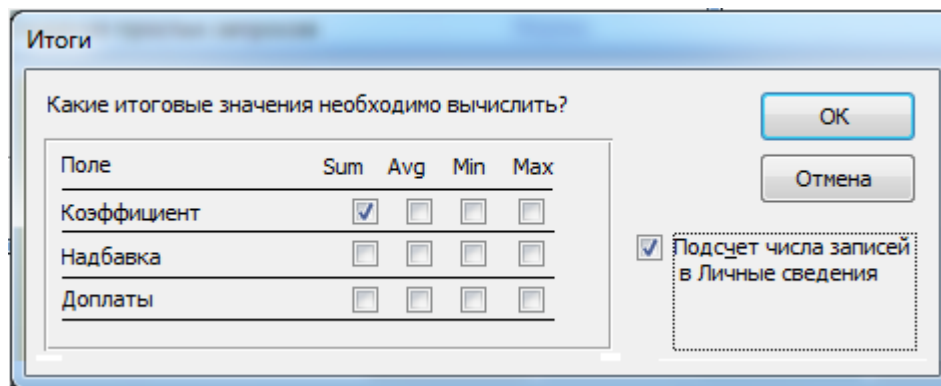 Итоги
Какие итоговые значения необходимо вычислить?
ОК
Поле Sum Avg Min Max
Отмена
Коэффициент
Надбавка
Доплаты
Подсчет числа записей
в Личные сведения